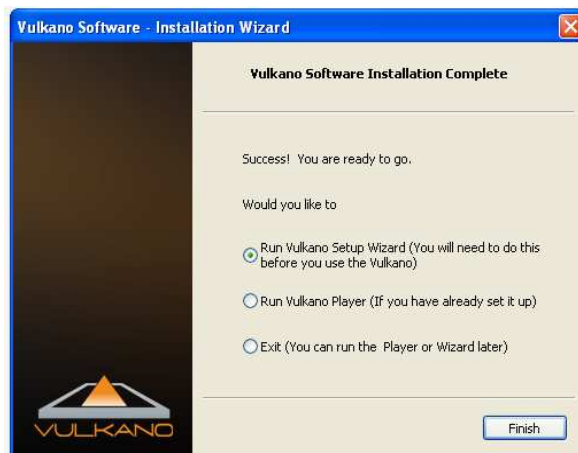 Vulkano Software - Installation Wizard
Vulkano Software Installation Complete
Success! You are ready to go.
Would you like to
Run Vulkano Setup Wizard (You will need to do this
before you use the Vulkano)
Run Vulkano Player (If you have already set it up)
Exit (You can run the Player or Wizard later)
VULKANO
Finish